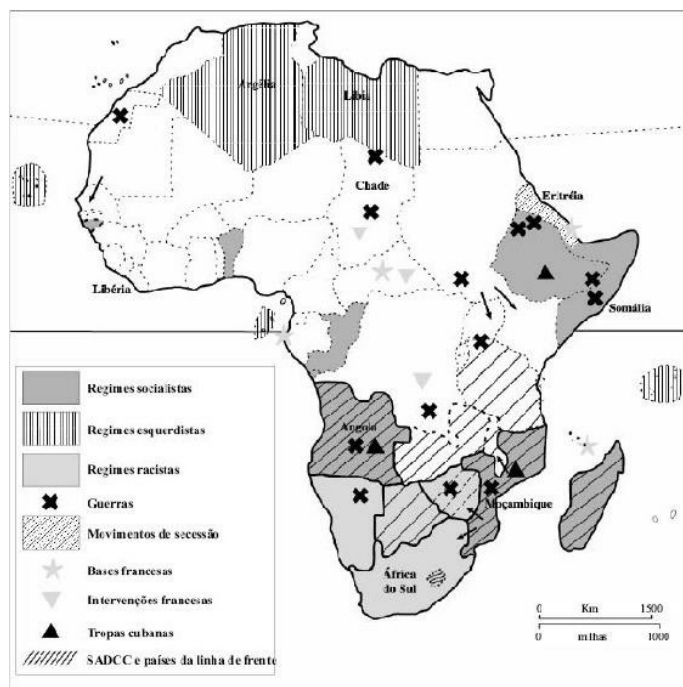 Argélia
Líbia
Chade
Eritréia
Libéria
Somália
Angola
Moçambique
África
do Sul
Regimes socialistas
Regimes esquerdistas
Regimes racistas
Guerras
Movimentos de secessão
Bases francesas
Intervenções francesas
Tropas cubanas
SADCC e países da linha de frente
0 Km 1500
0 milhas 1000